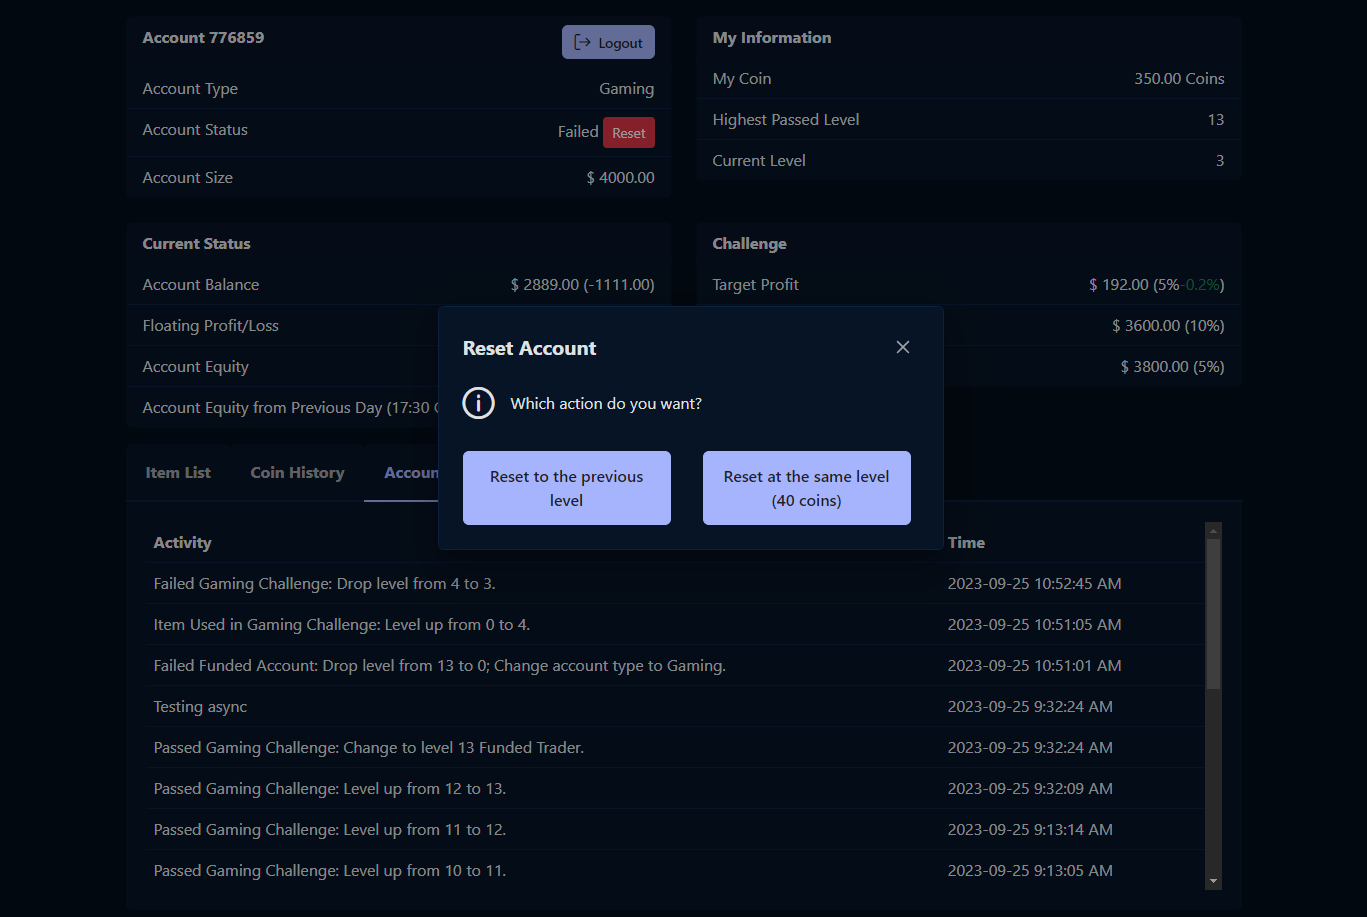 Account 776859
Logout
Account Type Gaming
Account Status Failed Reset
Account Size $ 4000.00
My Information
My Coin 350.00 Coins
Highest Passed Level 13
Current Level 3
Current Status
Account Balance $ 2889.00 (-1111.00)
Floating Profit/Loss
Account Equity
Account Equity from Previous Day (17:30
Challenge
Target Profit $ 192.00 (5%-0.2%)
$ 3600.00 (10%)
$ 3800.00 (5%)
Reset Account
Which action do you want?
Reset to the previous
level
Reset at the same level
(40 coins)
Item List Coin History Accoun
Activity Time
Failed Gaming Challenge: Drop level from 4 to 3. 2023-09-25 10:52:45 AM
Item Used in Gaming Challenge: Level up from 0 to 4. 2023-09-25 10:51:05 AM
Failed Funded Account: Drop level from 13 to 0; Change account type to Gaming. 2023-09-25 10:51:01 AM
Testing async 2023-09-25 9:32:24 AM
Passed Gaming Challenge: Change to level 13 Funded Trader. 2023-09-25 9:32:24 AM
Passed Gaming Challenge: Level up from 12 to 13. 2023-09-25 9:32:09 AM
Passed Gaming Challenge: Level up from 11 to 12. 2023-09-25 9:13:14 AM
Passed Gaming Challenge: Level up from 10 to 11. 2023-09-25 9:13:05 AM